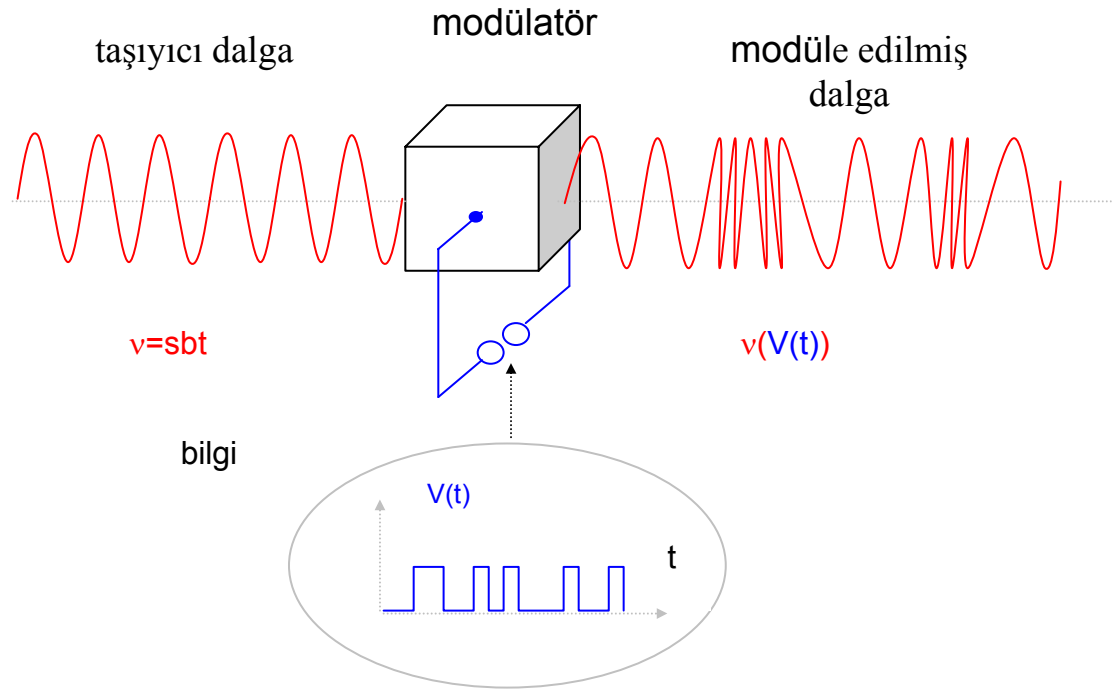 modülatör
taşıyıcı dalga
modüle edilmiş
dalga
ν=sbt
ν(V(t))
bilgi
V(t)
t